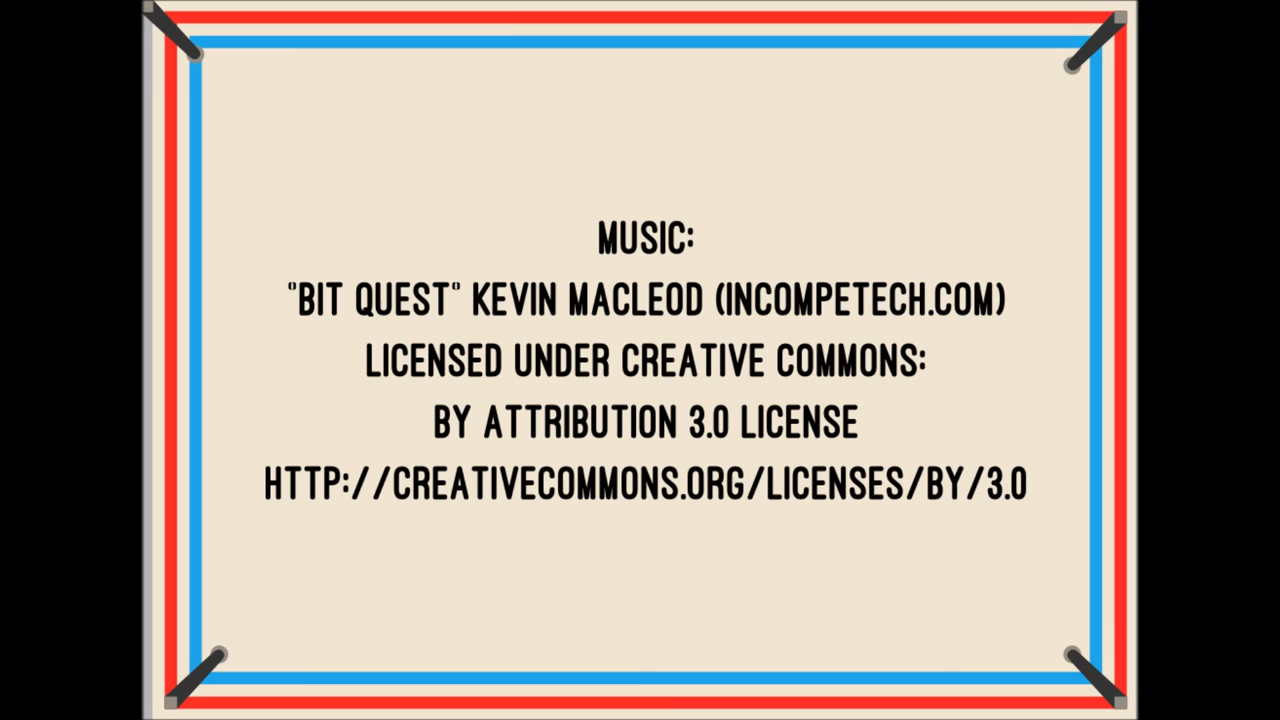 MUSIC:
"BIT QUEST" KEVIN MACLEOD (INCOMPETECH.COM)
LICENSED UNDER CREATIVE COMMONS:
BY ATTRIBUTION 3.0 LICENSE
HTTP://CREATIVECOMMONS.ORG/LICENSES/BY/3.0